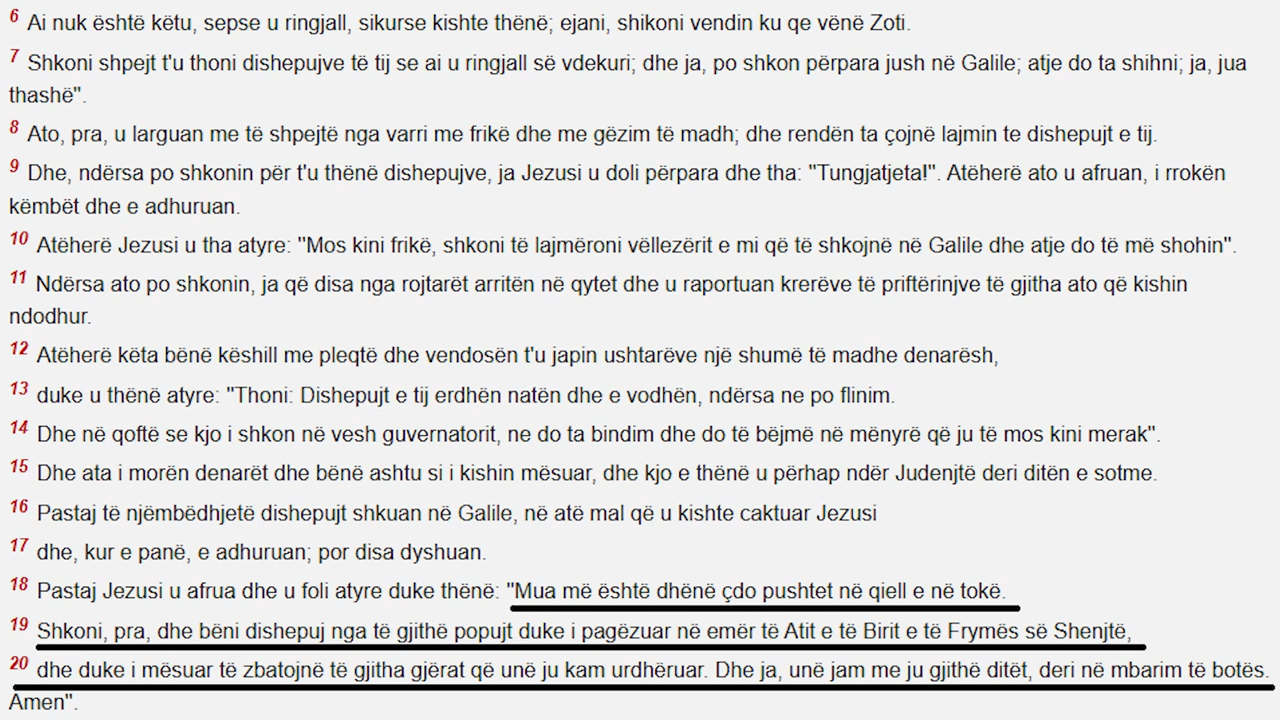 6 Ai nuk është këtu, sepse u ringjall, sikurse kishte thënë; ejani, shikoni vendin ku qe vënë Zoti.
7 Shkoni shpejt t'u thoni dishepujve të tij se ai u ringjall së vdekuri; dhe ja, po shkon përpara jush në Galile; atje do ta shihni; ja, jua
thashë".
8 Ato, pra, u larguan me të shpejtë nga varri me frikë dhe me gëzim të madh; dhe rendën ta çojnë lajmin te dishepujt e tij.
9 Dhe, ndërsa po shkonin për t'u thënë dishepujve, ja Jezusi u doli përpara dhe tha: "Tungjatjeta!". Atëherë ato u afruan, i rrokën
këmbët dhe e adhuruan.
10 Atëherë Jezusi u tha atyre: "Mos kini frikë, shkoni të lajmëroni vëllezërit e mi që të shkojnë në Galile dhe atje do të më shohin".
11 Ndërsa ato po shkonin, ja që disa nga rojtarët arritën në qytet dhe u raportuan krerëve të priftërinjve të gjitha ato që kishin
ndodhur.
12 Atëherë këta bënë këshill me pleqtë dhe vendosën t'u japin ushtarëve një shumë të madhe denarësh,
13 duke u thënë atyre: "Thoni: Dishepujt e tij erdhën natën dhe e vodhën, ndërsa ne po flinim.
14 Dhe në qoftë se kjo i shkon në vesh guvernatorit, ne do ta bindim dhe do të bëjmë në mënyrë që ju të mos kini merak".
15 Dhe ata i morën denarët dhe bënë ashtu si i kishin mësuar, dhe kjo e thënë u përhap ndër Judenjtë deri ditën e sotme.
16 Pastaj të njëmbëdhjetë dishepujt shkuan në Galile, në atë mal që u kishte caktuar Jezusi
17 dhe, kur e panë, e adhuruan; por disa dyshuan.
18 Pastaj Jezusi u afrua dhe u foli atyre duke thënë: "Mua më është dhënë çdo pushtet në qiell e në tokë.
19 Shkoni, pra, dhe bëni dishepuj nga të gjithë popujt duke i pagëzuar në emër të Atit e të Birit e të Frymës së Shenjtë,
20 dhe duke i mësuar të zbatojnë të gjitha gjërat që unë ju kam urdhëruar. Dhe ja, unë jam me ju gjithë ditët, deri në mbarim të botës.
Amen".